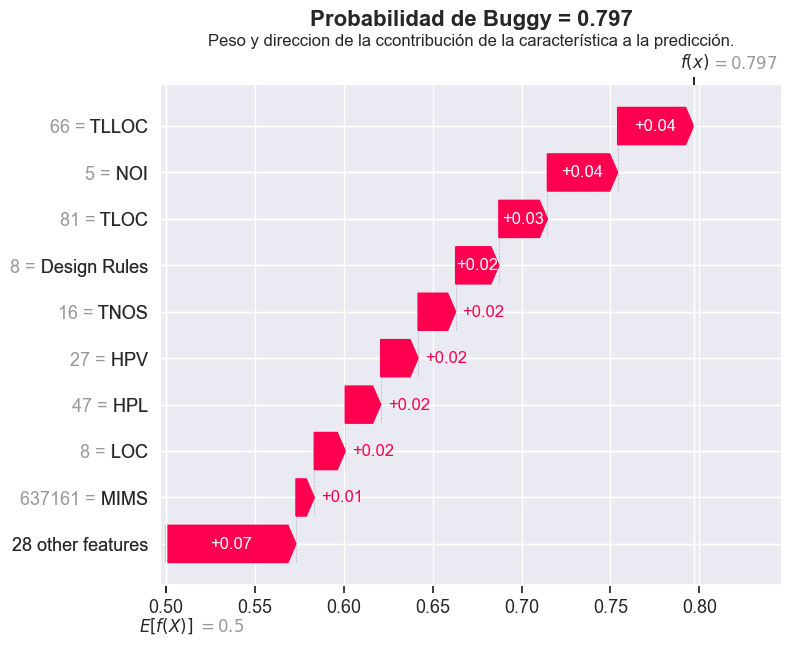 Probabilidad de Buggy = 0.797
Peso y direccion de la ccontribución de la característica a la predicción.
f(x) = 0.797
66 = TLLOC +0.04
5 = NOI +0.04
81 = TLOC +0.03
8 = Design Rules +0.02
16 = TNOS +0.02
27 = HPV +0.02
47 = HPL +0.02
8 = LOC +0.02
637161 = MIMS +0.01
28 other features +0.07
0.50 0.55 0.60 0.65 0.70 0.75 0.80
E[f(X)] = 0.5